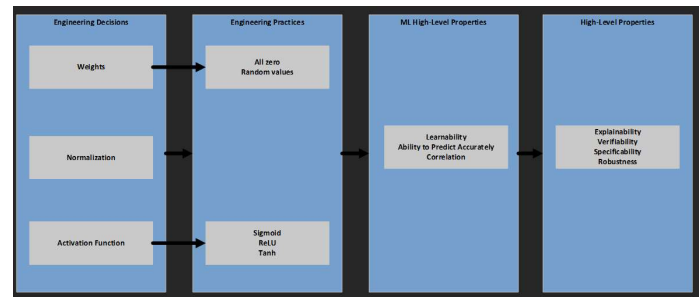 Engineering Decisions
Weights
Normalization
Activation Function
Engineering Practices
All zero
Random values
Sigmoid
ReLU
Tanh
ML High-Level Properties
Learnability
Ability to Predict Accurately
Correlation
High-Level Properties
Explainability
Verifiability
Specificability
Robustness